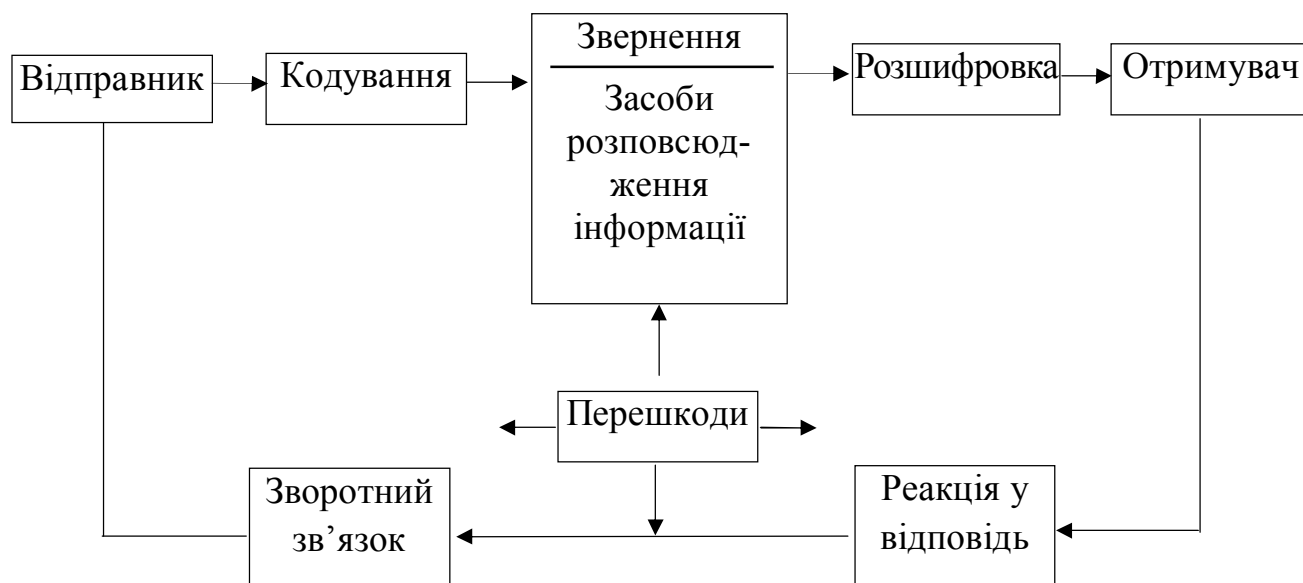 Відправник
Кодування
Звернення
Засоби
розповсюд-
ження
інформації
Розшифровка
Отримувач
Перешкоди
Зворотний
зв’язок
Реакція у
відповідь